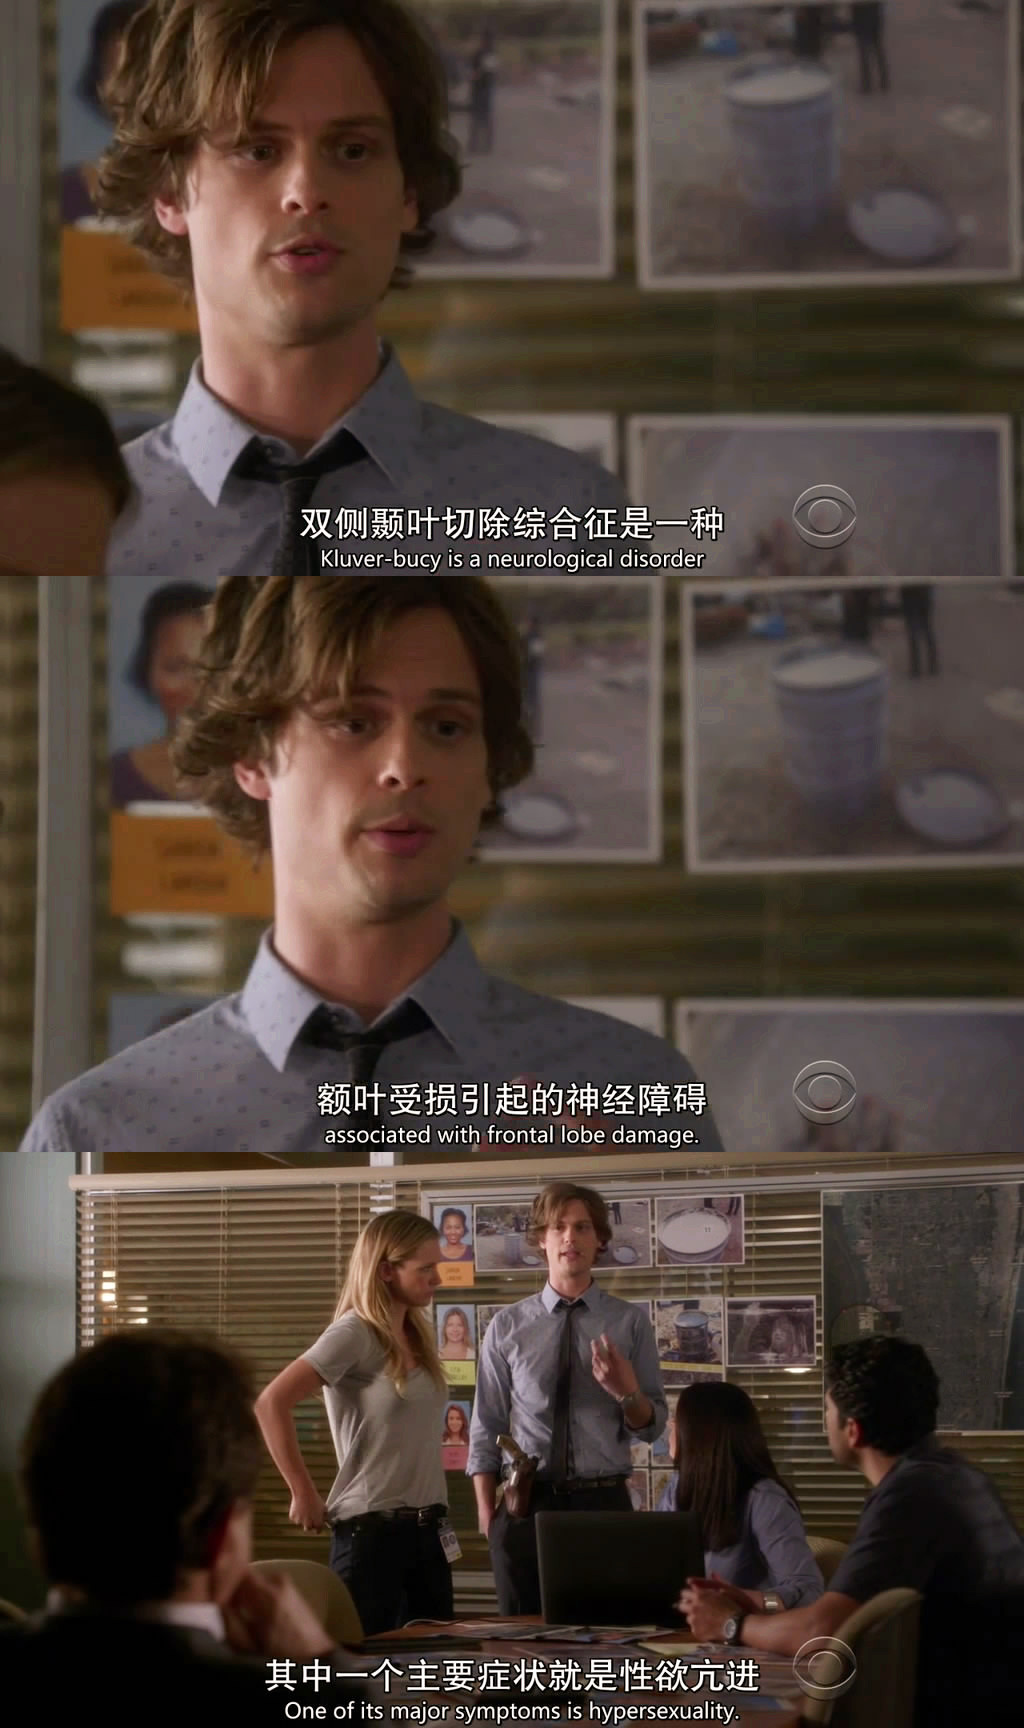 双侧颞叶切除综合征是一种
Kluver-bucy is a neurological disorder
额叶受损引起的神经障碍
associated with frontal lobe damage.
其中一个主要症状就是性欲亢进
One of its major symptoms is hypersexuality.